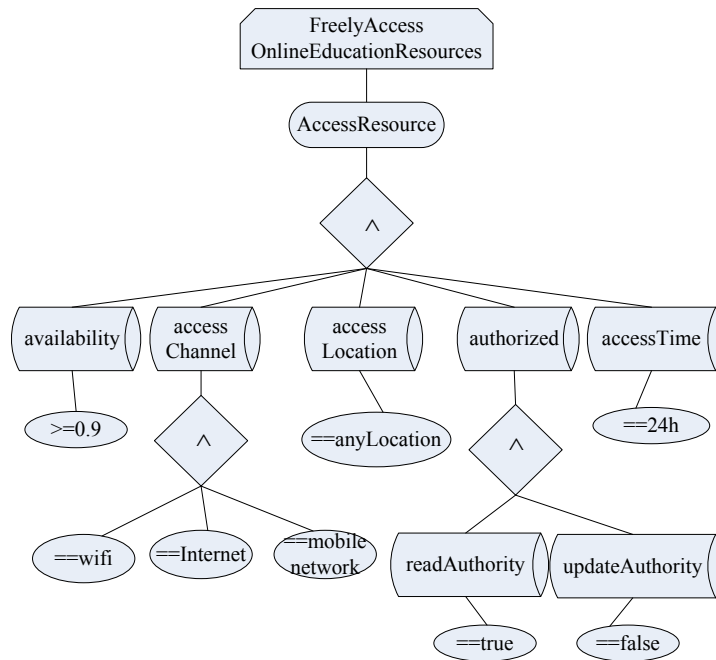 FreelyAccess
OnlineEducationResources
AccessResource
^
availability
access
Channel
access
Location
authorized
accessTime
>=0.9
^
==anyLocation
^
==24h
==wifi
==Internet
==mobile
network
readAuthority
updateAuthority
==true
==false